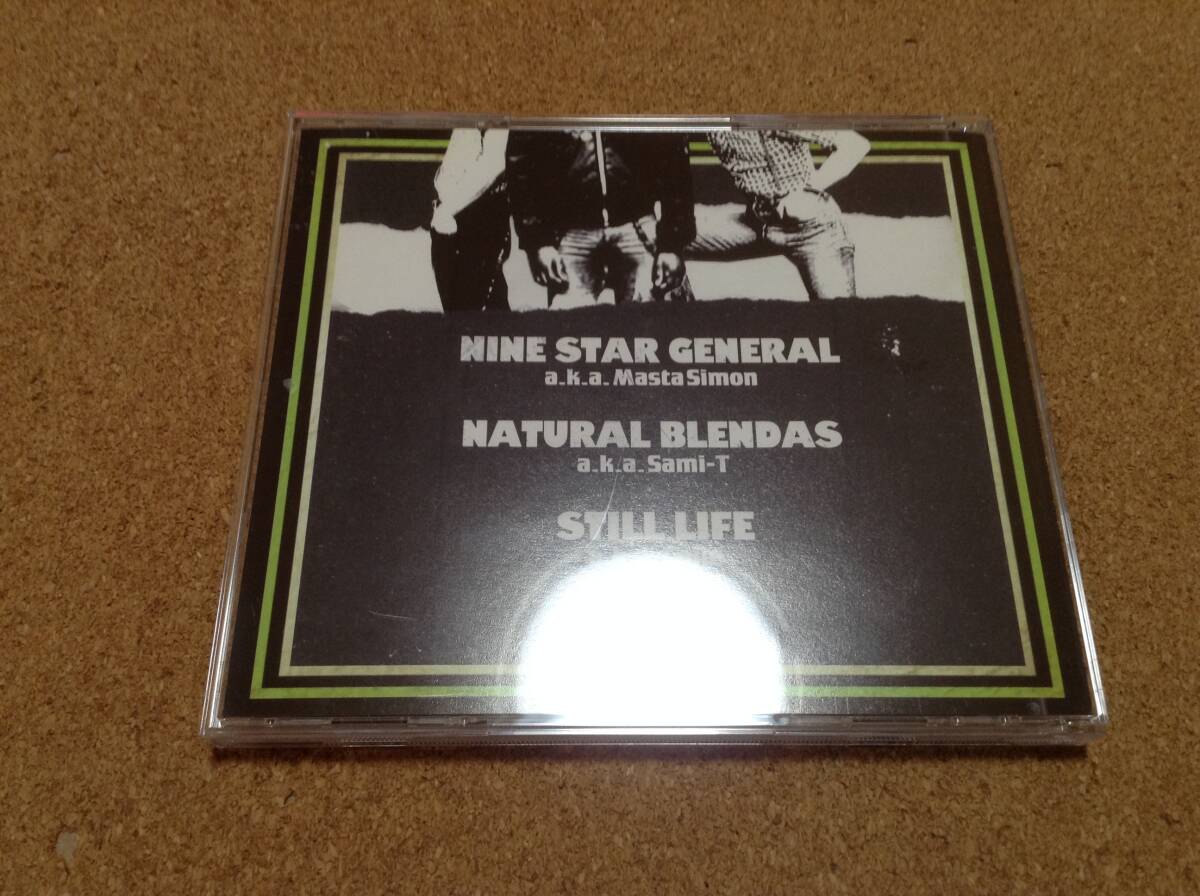 NINE STAR GENERAL
a.k.a. Masta Simon
NATURAL BLENDAS
a.k.a. Sami-T
STILL LIFE